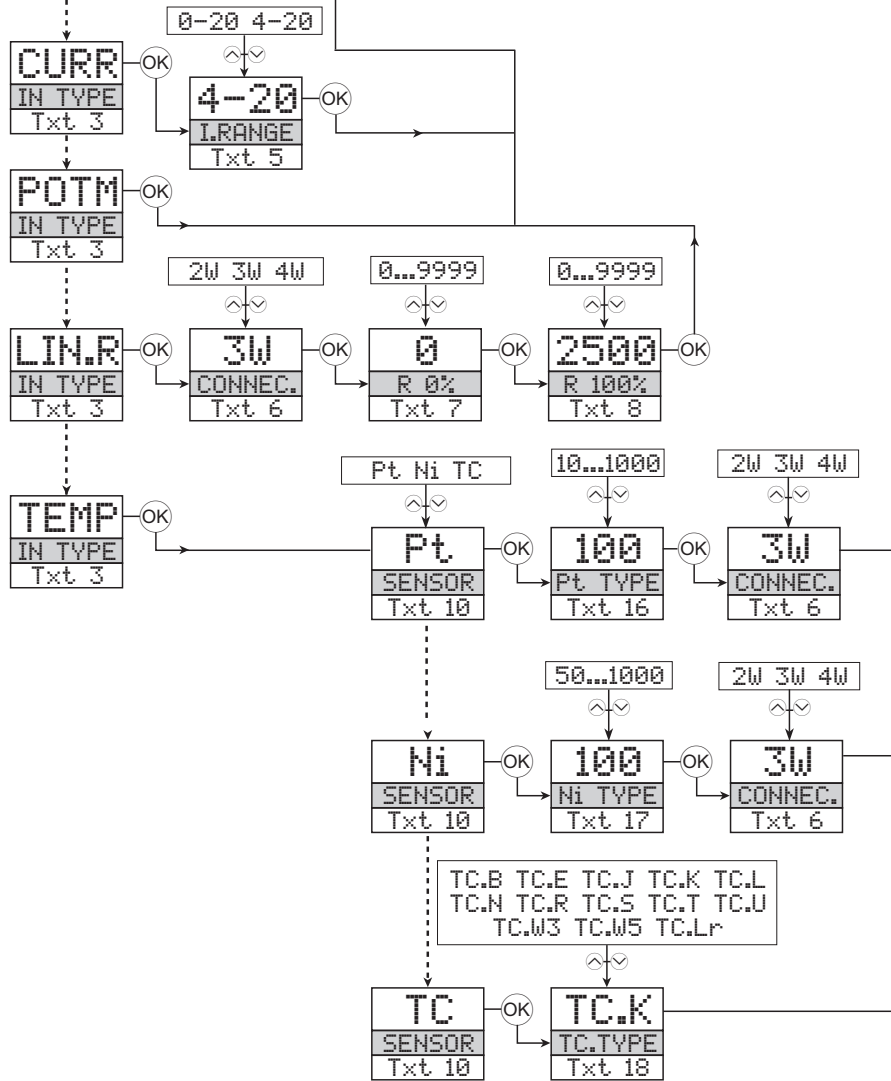 0-20 4-20
CURR
OK
IN TYPE
Txt 3
4-20
OK
I.RANGE
Txt 5
POTM
OK
IN TYPE
Txt 3
2W 3W 4W
0...9999
0...9999
LIN.R
OK
IN TYPE
Txt 3
3W
OK
CONNEC.
Txt 6
0
OK
R 0%
Txt 7
2500
OK
R 100%
Txt 8
Pt Ni TC
10...1000
2W 3W 4W
TEMP
OK
IN TYPE
Txt 3
Pt
OK
SENSOR
Txt 10
100
OK
Pt TYPE
Txt 16
3W
CONNEC.
Txt 6
50...1000
2W 3W 4W
Ni
OK
SENSOR
Txt 10
100
OK
Ni TYPE
Txt 17
3W
CONNEC.
Txt 6
TC.B TC.E TC.J TC.K TC.L
TC.N TC.R TC.S TC.T TC.U
TC.W3 TC.W5 TC.Lr
TC
OK
SENSOR
Txt 10
TC.K
TC.TYPE
Txt 18